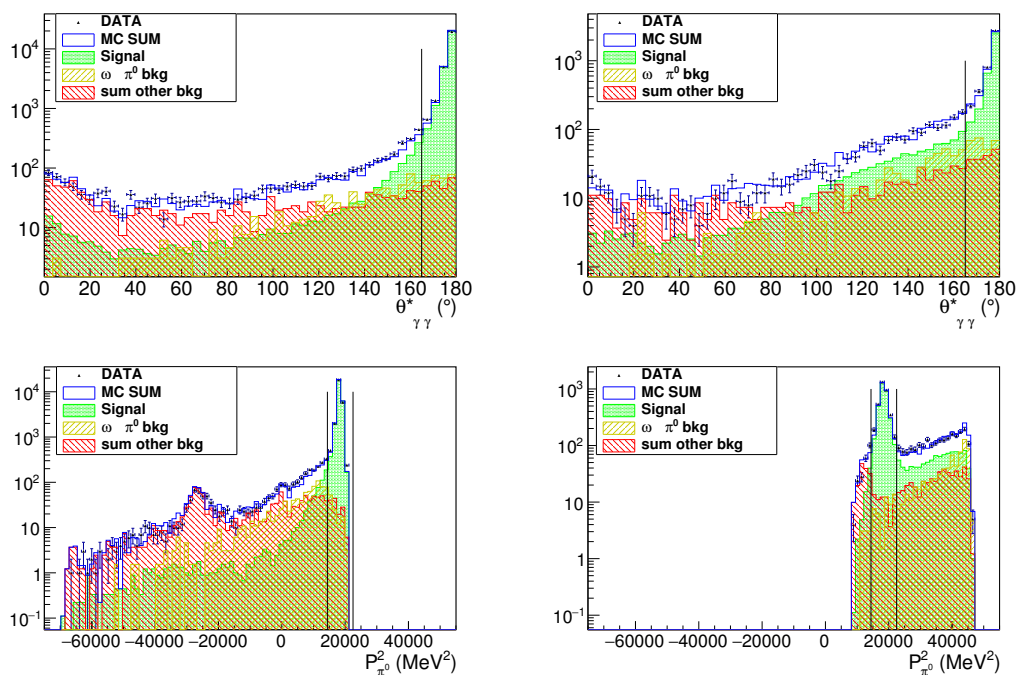 DATA
MC SUM
Signal
ω π⁰ bkg
sum other bkg
10⁴
10³
10²
10
0 20 40 60 80 100 120 140 160 180
θ*γγ (°)
DATA
MC SUM
Signal
ω π⁰ bkg
sum other bkg
10³
10²
10
1
0 20 40 60 80 100 120 140 160 180
θ*γγ (°)
DATA
MC SUM
Signal
ω π⁰ bkg
sum other bkg
10⁴
10³
10²
10
1
10⁻¹
−60000 −40000 −20000 0 20000 40000
P²π⁰ (MeV²)
DATA
MC SUM
Signal
ω π⁰ bkg
sum other bkg
10³
10²
10
1
10⁻¹
−60000 −40000 −20000 0 20000 40000
P²π⁰ (MeV²)